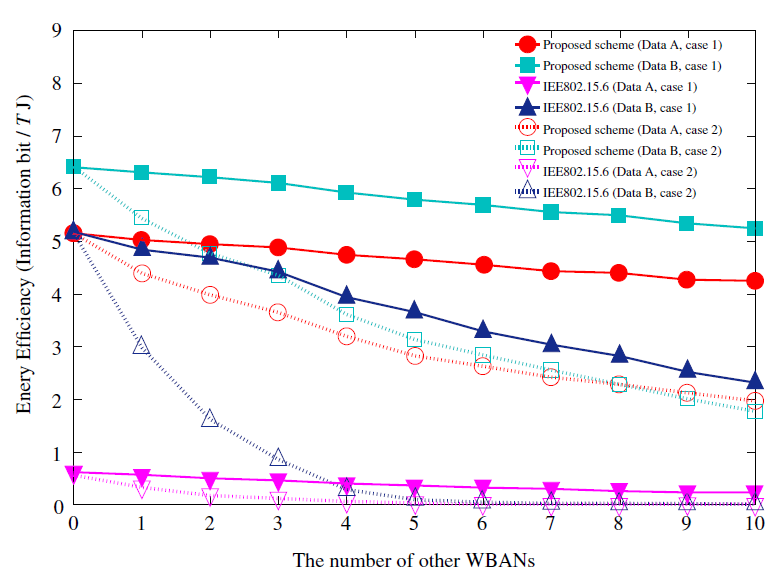 9
8
7
6
5
4
3
2
1
0
Enery Efficiency (Information bit / T J)
Proposed scheme (Data A, case 1)
Proposed scheme (Data B, case 1)
IEE802.15.6 (Data A, case 1)
IEE802.15.6 (Data B, case 1)
Proposed scheme (Data A, case 2)
Proposed scheme (Data B, case 2)
IEE802.15.6 (Data A, case 2)
IEE802.15.6 (Data B, case 2)
0 1 2 3 4 5 6 7 8 9 10
The number of other WBANs